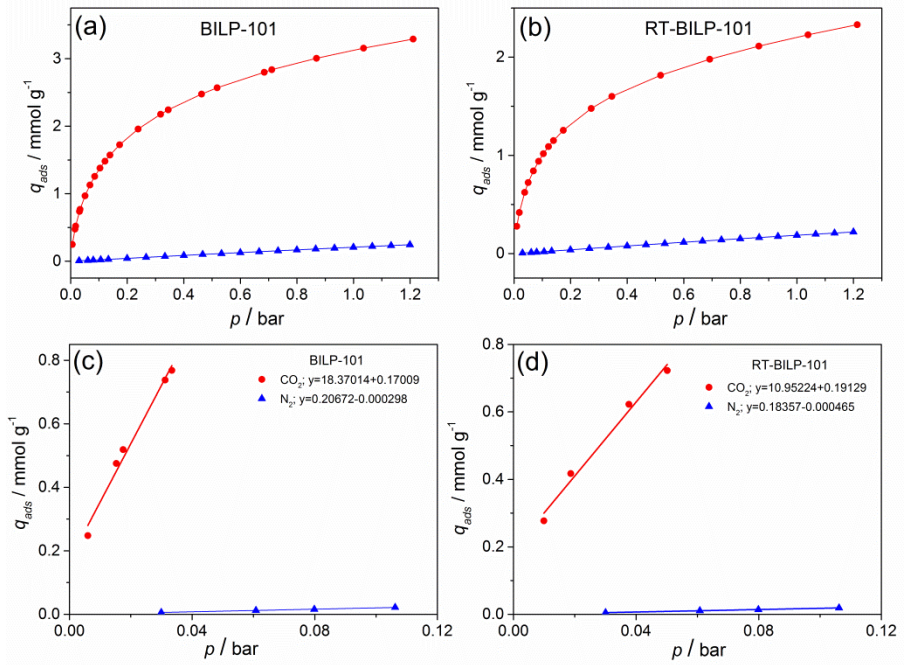 (a)
BILP-101
q_ads / mmol g⁻¹
3
2
1
0
0.0 0.2 0.4 0.6 0.8 1.0 1.2
p / bar
(b)
RT-BILP-101
q_ads / mmol g⁻¹
2
1
0
0.0 0.2 0.4 0.6 0.8 1.0 1.2
p / bar
(c)
BILP-101
CO₂; y=18.37014+0.17009
N₂; y=0.20672-0.000298
q_ads / mmol g⁻¹
0.8
0.6
0.4
0.2
0.0
0.00 0.04 0.08 0.12
p / bar
(d)
RT-BILP-101
CO₂; y=10.95224+0.19129
N₂; y=0.18357-0.000465
q_ads / mmol g⁻¹
0.8
0.6
0.4
0.2
0.0
0.00 0.04 0.08 0.12
p / bar